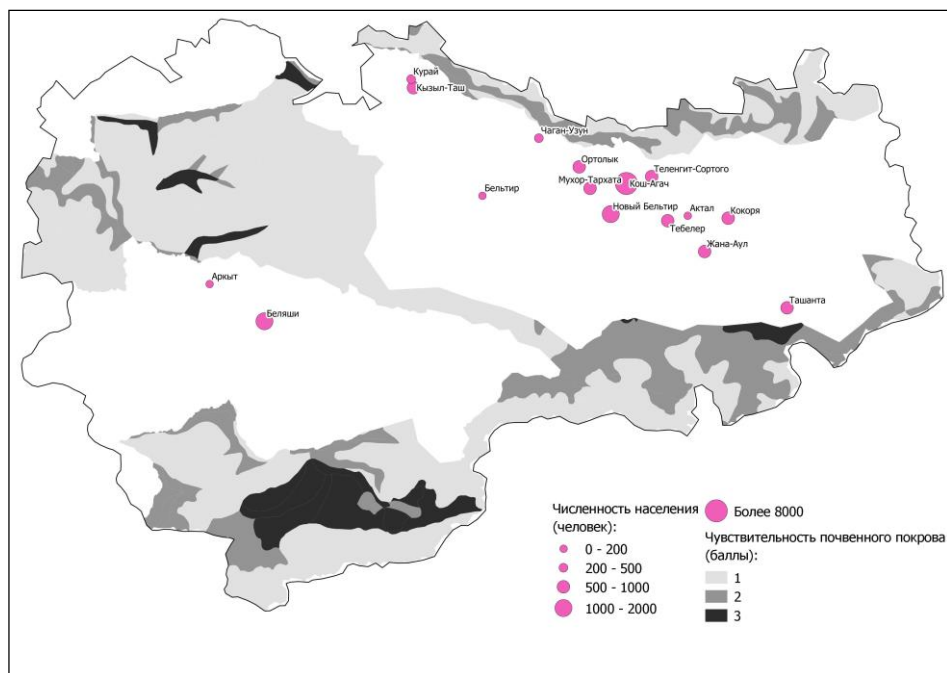 Курай
Кызыл-Таш
Чаган-Узун
Ортолык
Теленгит-Сортого
Мухор-Тархата
Кош-Агач
Бельтир
Новый Бельтир
Актал
Кокоря
Тебелер
Жана-Аул
Аркыт
Ташанта
Беляши
Численность населения
(человек):
0 - 200
200 - 500
500 - 1000
1000 - 2000
Более 8000
Чувствительность почвенного покрова
(баллы):
1
2
3